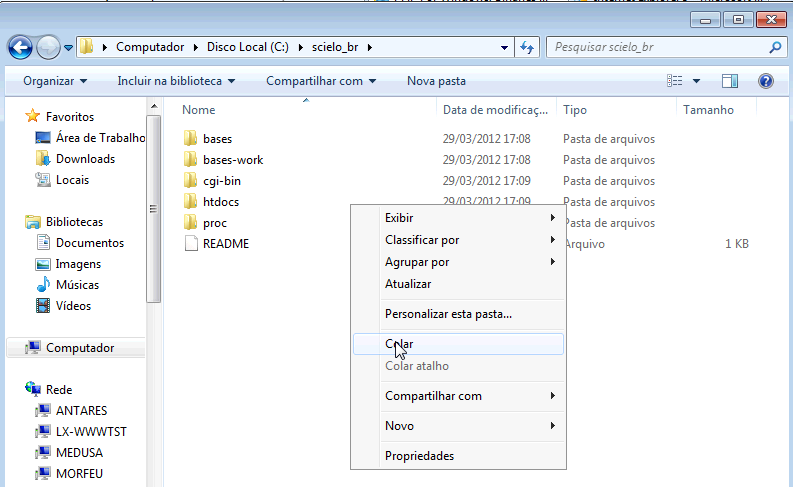 Computador Disco Local (C:) scielo_br
Pesquisar scielo_br
Organizar Incluir na biblioteca Compartilhar com Nova pasta
Favoritos
Área de Trabalho
Downloads
Locais
Bibliotecas
Documentos
Imagens
Músicas
Vídeos
Computador
Rede
ANTARES
LX-WWWTST
MEDUSA
MORFEU
Nome Data de modificaç... Tipo Tamanho
bases 29/03/2012 17:08 Pasta de arquivos
bases-work 29/03/2012 17:08 Pasta de arquivos
cgi-bin 29/03/2012 17:09 Pasta de arquivos
htdocs 29/03/2012 17:09 Pasta de arquivos
proc Pasta de arquivos
README Arquivo 1 KB
Exibir
Classificar por
Agrupar por
Atualizar
Personalizar esta pasta...
Colar
Colar atalho
Compartilhar com
Novo
Propriedades